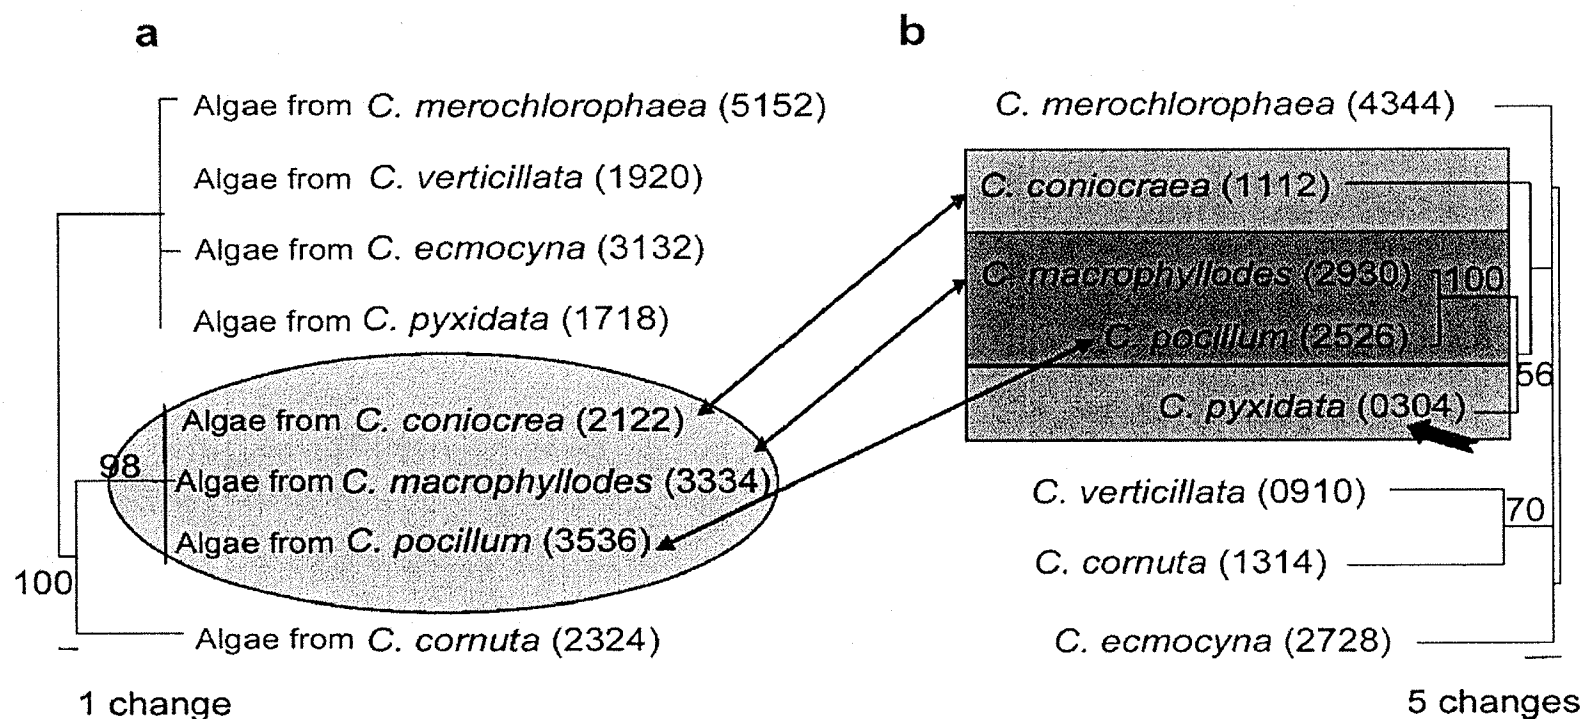 a
Algae from C. merochlorophaea (5152)
Algae from C. verticillata (1920)
Algae from C. ecmocyna (3132)
Algae from C. pyxidata (1718)
Algae from C. coniocrea (2122)
98
Algae from C. macrophyllodes (3334)
Algae from C. pocillum (3536)
100
Algae from C. cornuta (2324)
1 change
b
C. merochlorophaea (4344)
C. coniocraea (1112)
C. macrophyllodes (2930)
100
C. pocillum (2526)
56
C. pyxidata (0304)
C. verticillata (0910)
70
C. cornuta (1314)
C. ecmocyna (2728)
5 changes